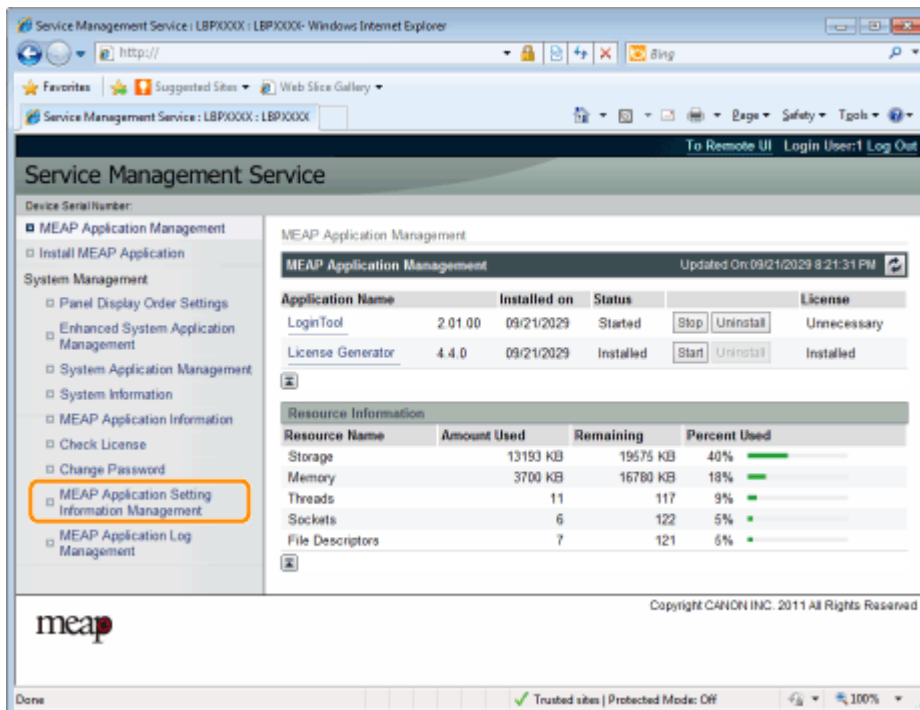 Service Management Service : LBPXXXX : LBPXXXX- Windows Internet Explorer
http://
Bing
Favorites Suggested Sites Web Slice Gallery
Service Management Service : LBPXXXX : LBPXXXX
Page Safety Tools
To Remote UI Login User:1 Log Out
Service Management Service
Device Serial Number:
MEAP Application Management
Install MEAP Application
System Management
Panel Display Order Settings
Enhanced System Application
Management
System Application Management
System Information
MEAP Application Information
Check License
Change Password
MEAP Application Setting
Information Management
MEAP Application Log
Management
MEAP Application Management
MEAP Application Management Updated On:09/21/2029 8:21:31 PM
Application Name Installed on Status License
LoginTool 2.01.00 09/21/2029 Started Stop Uninstall Unnecessary
License Generator 4.4.0 09/21/2029 Installed Start Uninstall Installed
Resource Information
Resource Name Amount Used Remaining Percent Used
Storage 13193 KB 19575 KB 40%
Memory 3700 KB 16780 KB 18%
Threads 11 117 9%
Sockets 6 122 5%
File Descriptors 7 121 6%
Copyright CANON INC. 2011 All Rights Reserved
meap
Done Trusted sites | Protected Mode: Off 100%